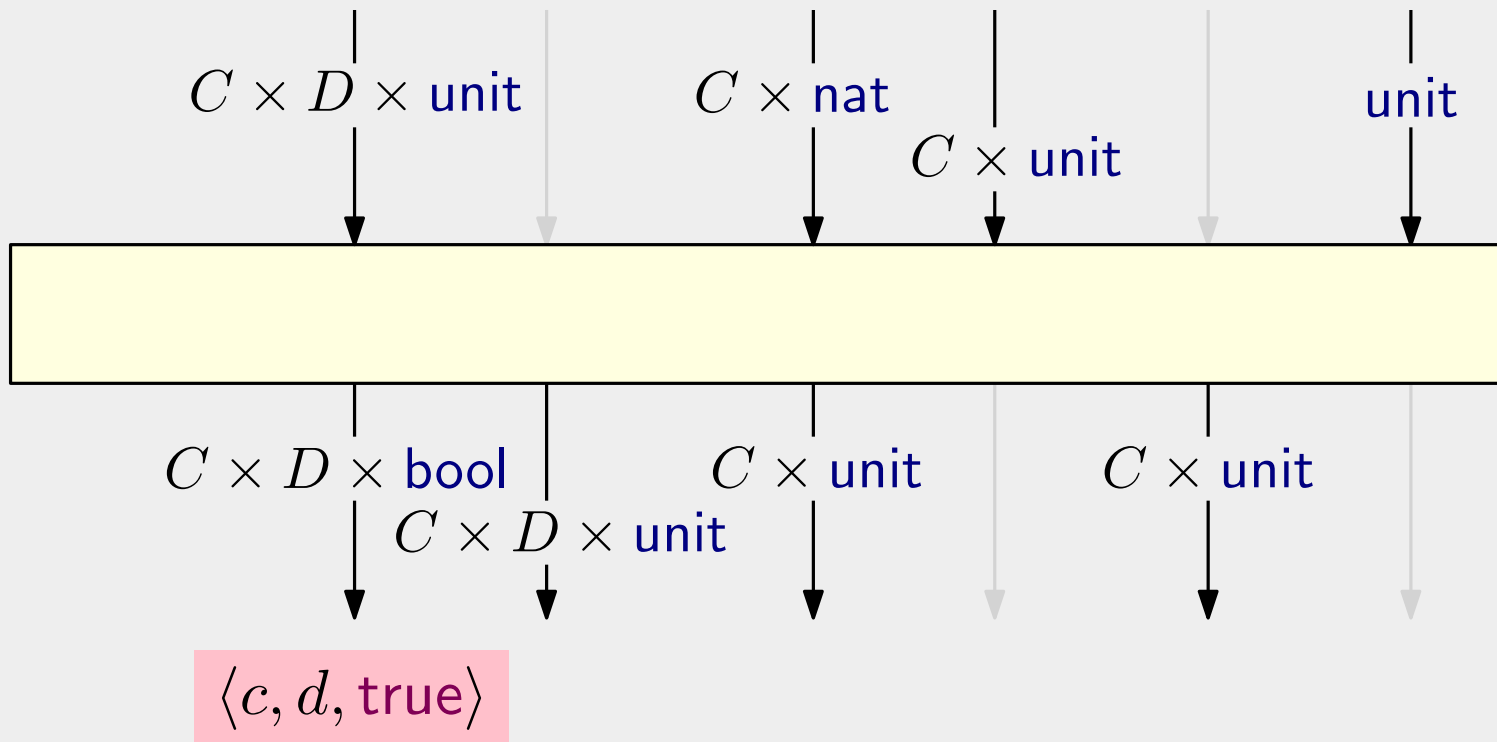 C × D × unit
C × nat
unit
C × unit
C × D × bool
C × unit
C × unit
C × D × unit
⟨c, d, true⟩